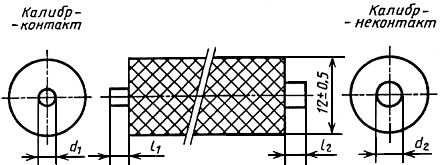 Калибр-
-контакт
Калибр-
-неконтакт
d1
l1
12±0,5
l2
d2